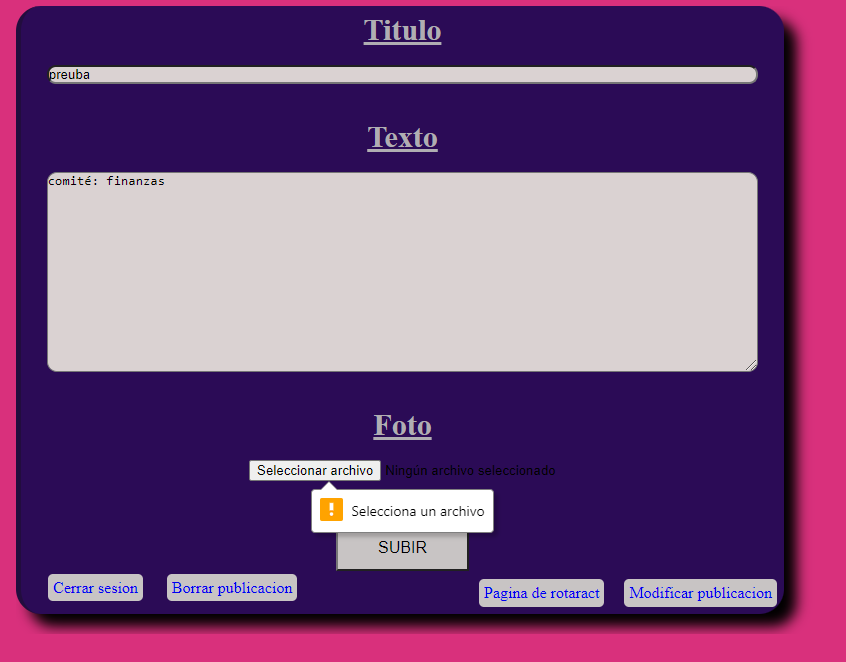 Titulo
preuba
Texto
comité: finanzas
Foto
Seleccionar archivo Ningún archivo seleccionado
Selecciona un archivo
SUBIR
Cerrar sesion Borrar publicacion Pagina de rotaract Modificar publicacion